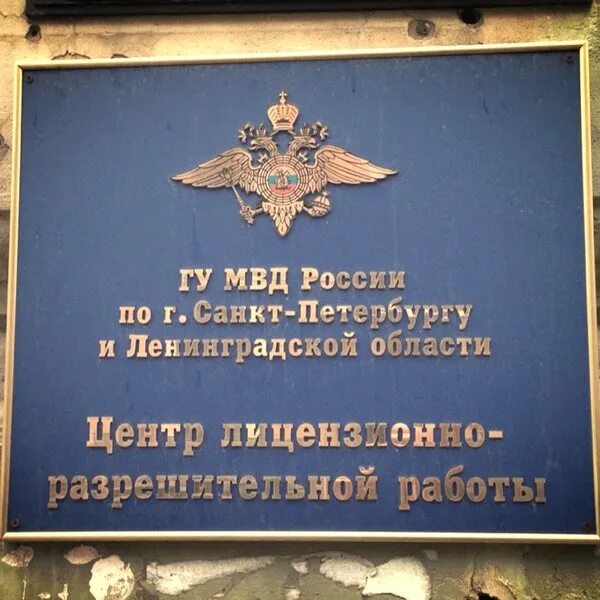 ГУ МВД России
по г. Санкт-Петербургу
и Ленинградской области
Центр лицензионно-
разрешительной работы